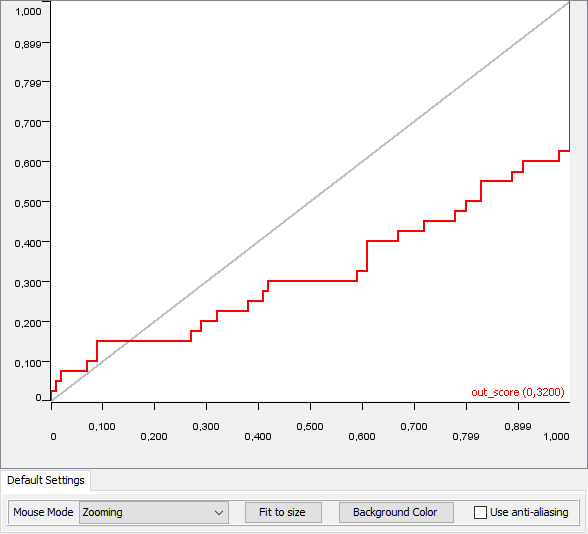 1,000
0,899
0,799
0,700
0,600
0,500
0,400
0,300
0,200
0,100
0
out_score (0,3200)
0 0,100 0,200 0,300 0,400 0,500 0,600 0,700 0,799 0,899 1,000
Default Settings
Mouse Mode Zooming Fit to size Background Color Use anti-aliasing